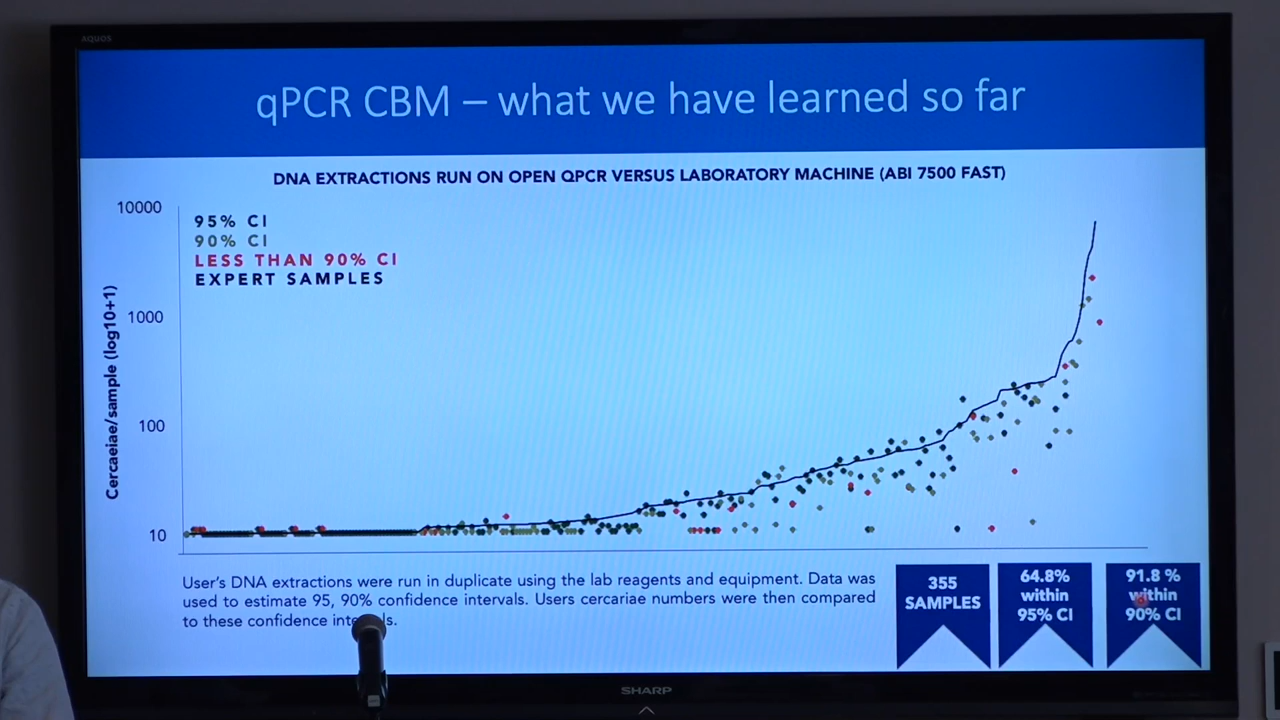 AQUOS
qPCR CBM – what we have learned so far
DNA EXTRACTIONS RUN ON OPEN QPCR VERSUS LABORATORY MACHINE (ABI 7500 FAST)
10000
1000
100
10
Cercaeiae/sample (log10+1)
95% CI
90% CI
LESS THAN 90% CI
EXPERT SAMPLES
User's DNA extractions were run in duplicate using the lab reagents and equipment. Data was
used to estimate 95, 90% confidence intervals. Users cercariae numbers were then compared
to these confidence
355
SAMPLES
64.8%
within
95% CI
91.8 %
within
90% CI
SHARP